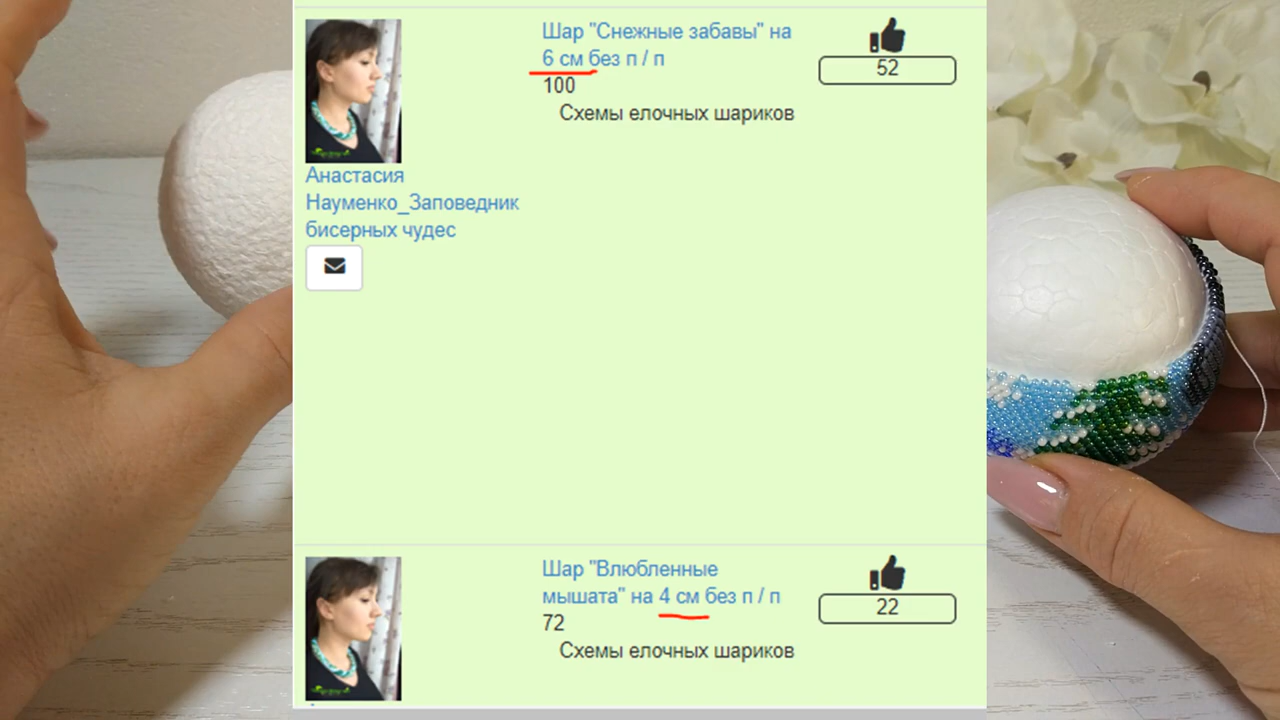 Шар "Снежные забавы" на
6 см без п / п
100
Схемы елочных шариков
52
Анастасия
Науменко_Заповедник
бисерных чудес
Шар "Влюбленные
мышата" на 4 см без п / п
72
Схемы елочных шариков
22